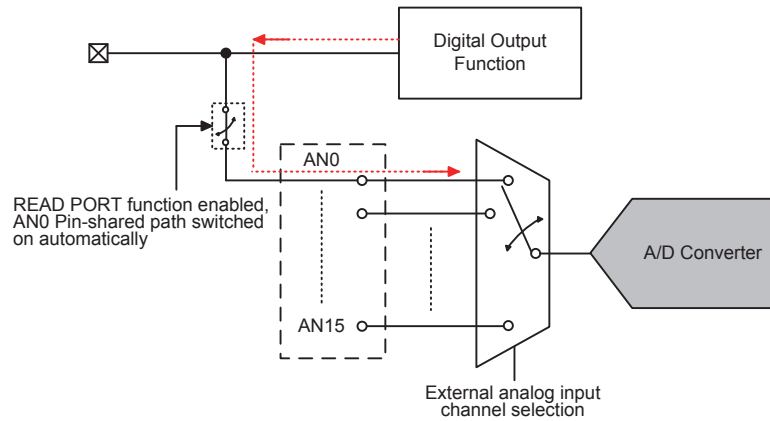 Digital Output
Function
AN0
READ PORT function enabled,
AN0 Pin-shared path switched
on automatically
A/D Converter
AN15
External analog input
channel selection